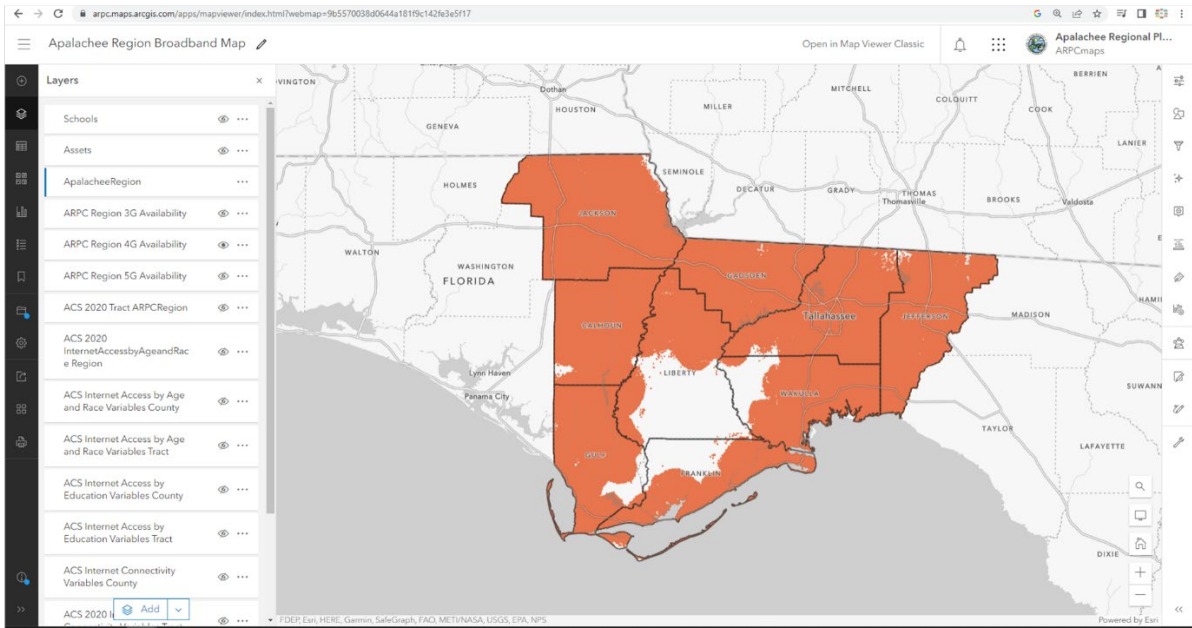 arpc.maps.arcgis.com/apps/mapviewer/index.html?webmap=9b5570038d0644a181f9c142fe3e5f17
Apalachee Region Broadband Map
Open in Map Viewer Classic
Apalachee Regional Pl...
ARPCmaps
Layers
Schools
Assets
ApalacheeRegion
ARPC Region 3G Availability
ARPC Region 4G Availability
ARPC Region 5G Availability
ACS 2020 Tract ARPCRegion
ACS 2020
InternetAccessbyAgeandRac
e Region
ACS Internet Access by Age
and Race Variables County
ACS Internet Access by Age
and Race Variables Tract
ACS Internet Access by
Education Variables County
ACS Internet Access by
Education Variables Tract
ACS Internet Connectivity
Variables County
ACS 2020
Add
VINGTON
Dothan
HOUSTON
MILLER
MITCHELL
COLQUITT
BERRIEN
COOK
LANIER
GENEVA
SEMINOLE
DECATUR
GRADY
THOMAS
Thomasville
BROOKS
Valdosta
HOLMES
JACKSON
WALTON
WASHINGTON
FLORIDA
GADSDEN
Tallahassee
JEFFERSON
MADISON
HAMI
CALHOUN
Lynn Haven
Panama City
LIBERTY
WAKULLA
SUWANN
TAYLOR
LAFAYETTE
GULF
FRANKLIN
DIXIE
FDEP, Esri, HERE, Garmin, SafeGraph, FAO, METI/NASA, USGS, EPA, NPS
Powered by Esri